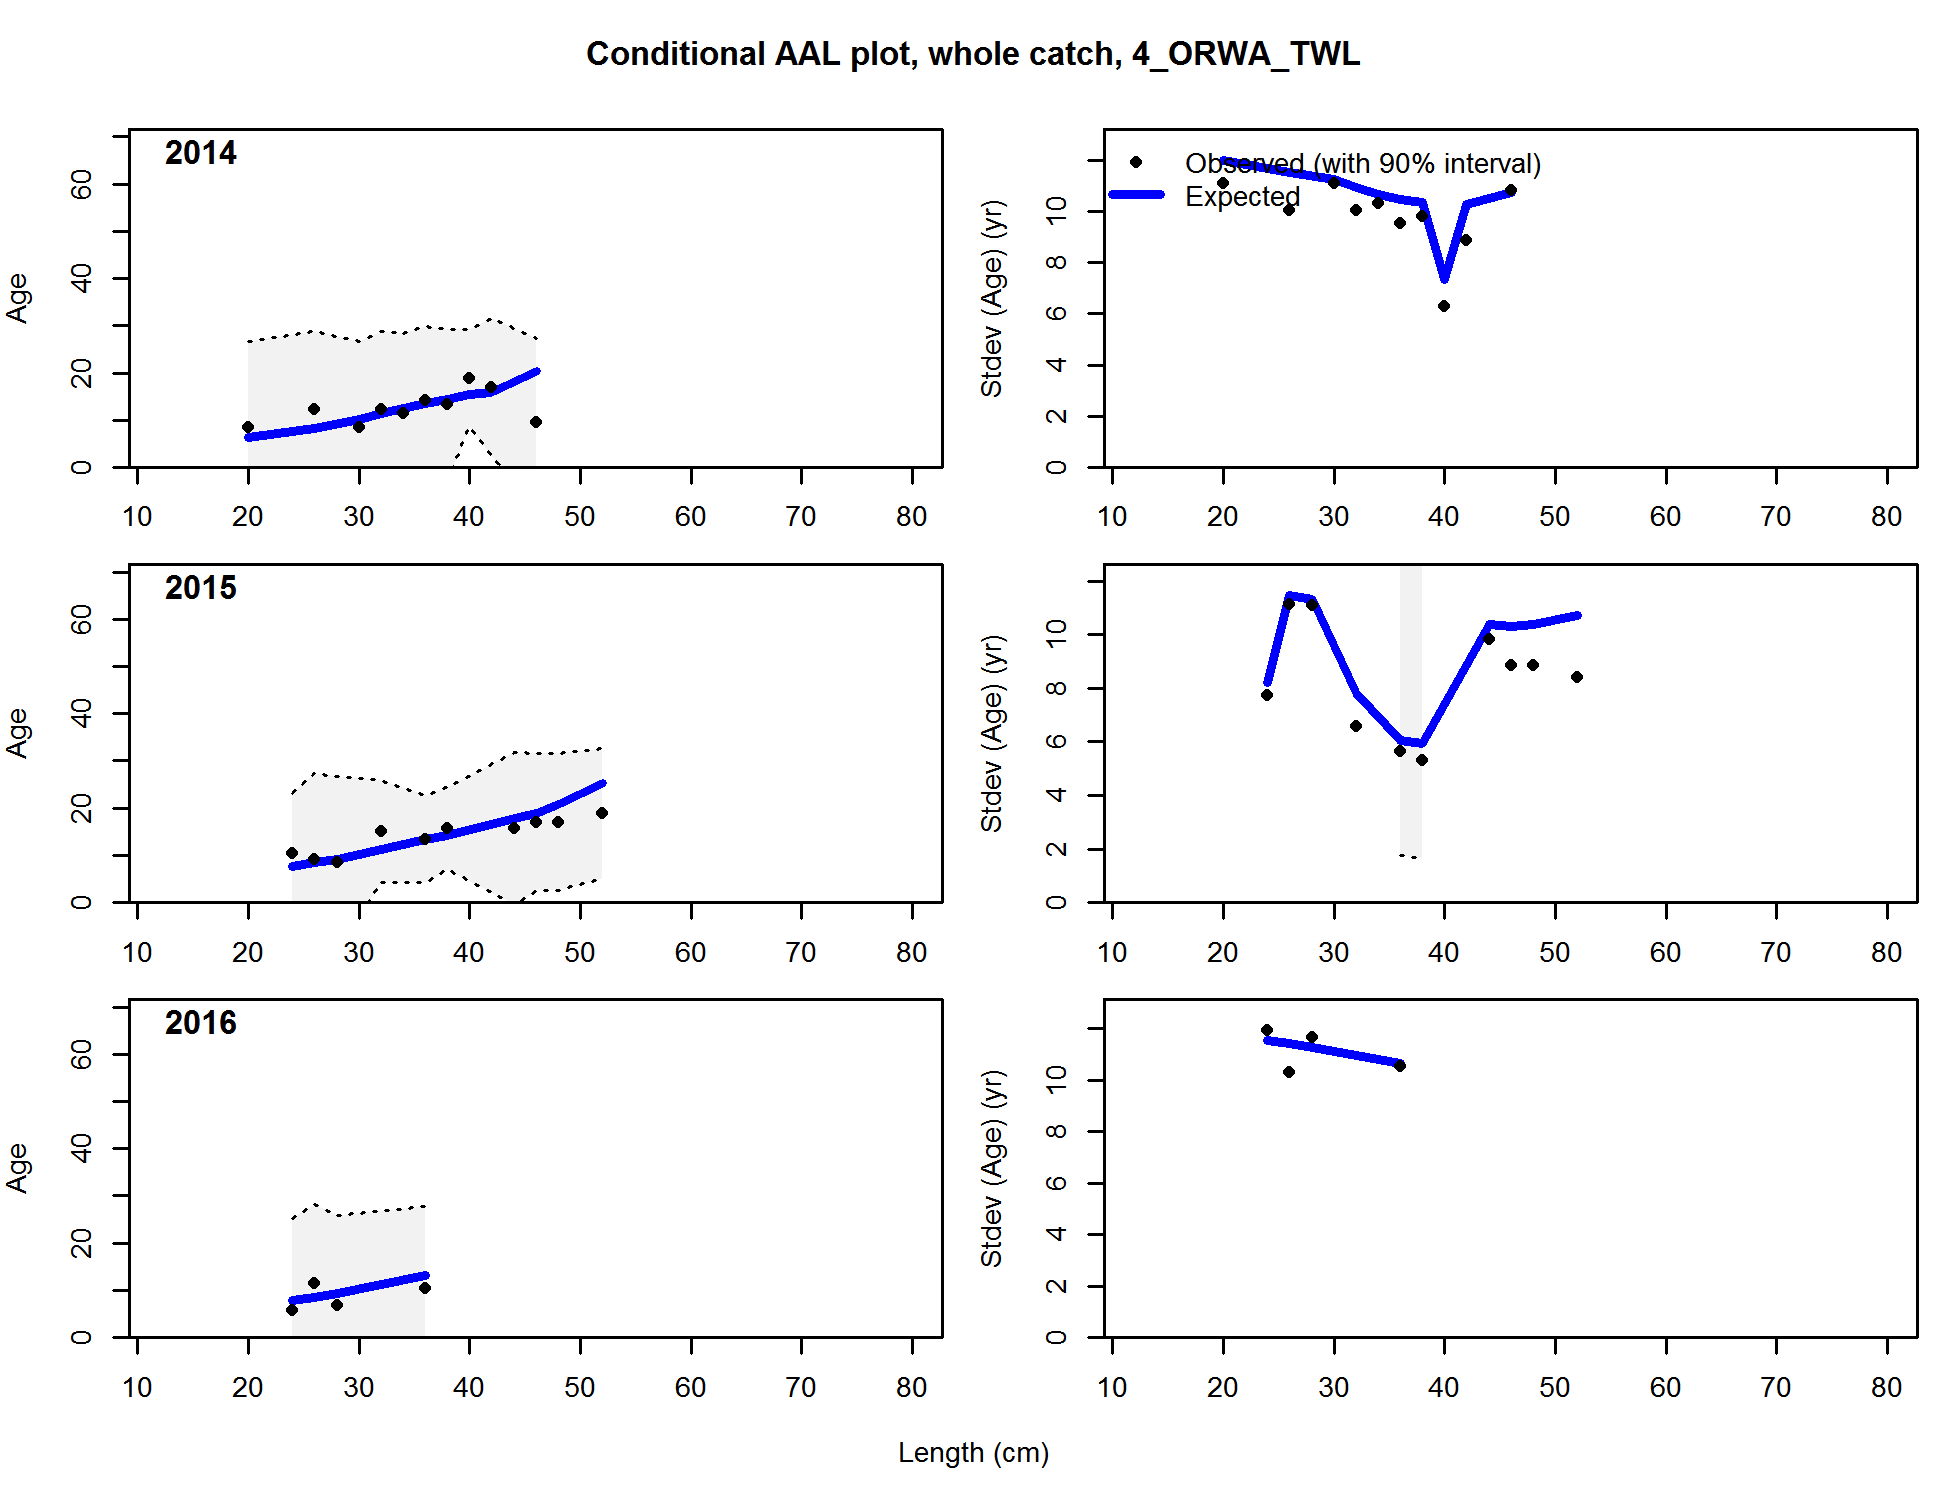 Conditional AAL plot, whole catch, 4_ORWA_TWL
2014
Age
0 20 40 60
10 20 30 40 50 60 70 80
Observed (with 90% interval)
Expected
Stdev (Age) (yr)
0 2 4 6 8 10
10 20 30 40 50 60 70 80
2015
Age
0 20 40 60
10 20 30 40 50 60 70 80
Stdev (Age) (yr)
0 2 4 6 8 10
10 20 30 40 50 60 70 80
2016
Age
0 20 40 60
10 20 30 40 50 60 70 80
Stdev (Age) (yr)
0 2 4 6 8 10
10 20 30 40 50 60 70 80
Length (cm)